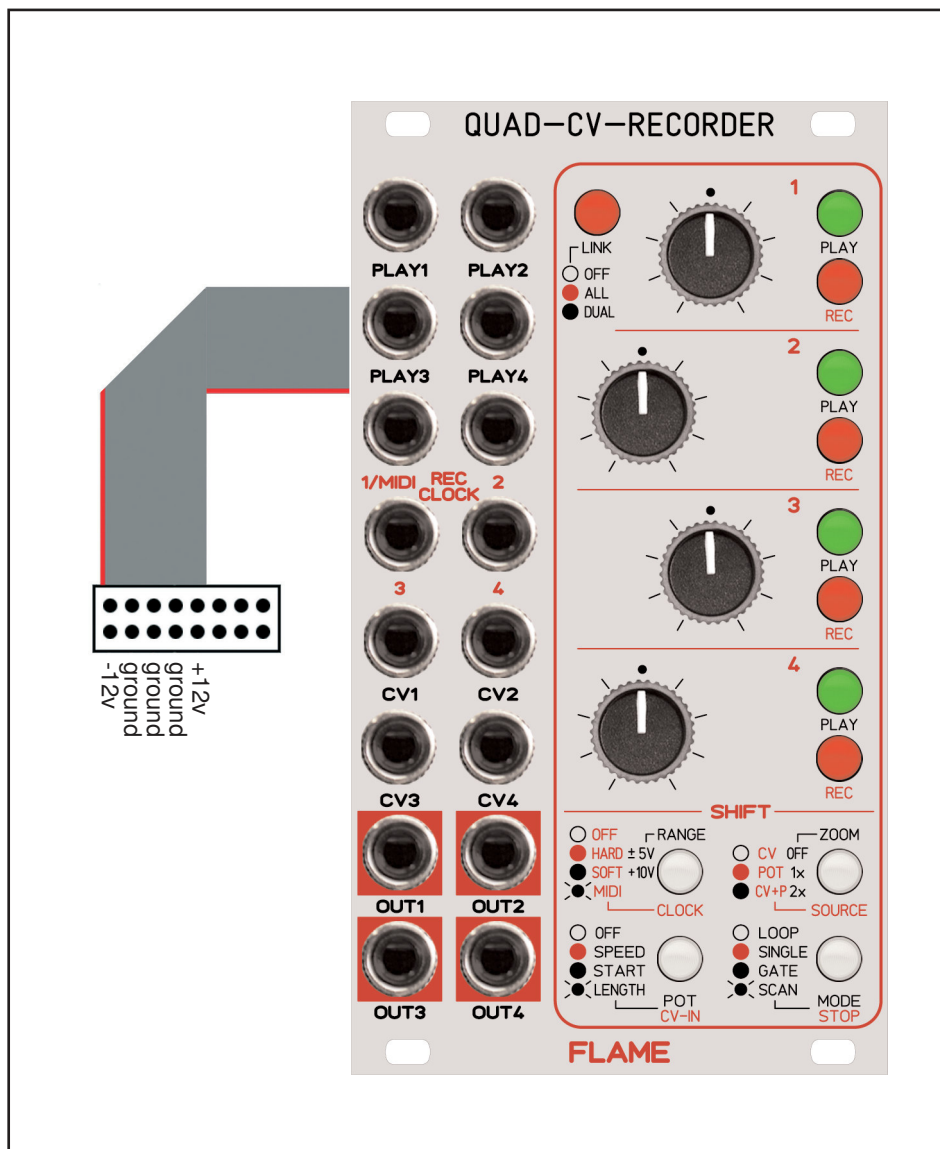 QUAD-CV-RECORDER
PLAY1 PLAY2
PLAY3 PLAY4
1/MIDI REC CLOCK 2
3 4
CV1 CV2
CV3 CV4
OUT1 OUT2
OUT3 OUT4
LINK
OFF
ALL
DUAL
1
PLAY
REC
2
PLAY
REC
3
PLAY
REC
4
PLAY
REC
SHIFT
OFF RANGE
HARD ± 5V
SOFT +10V
MIDI
CLOCK
ZOOM
CV OFF
POT 1x
CV+P 2x
SOURCE
OFF
SPEED
START
LENGTH
POT
CV-IN
LOOP
SINGLE
GATE
SCAN
MODE
STOP
FLAME
-12v
ground
ground
ground
+12v